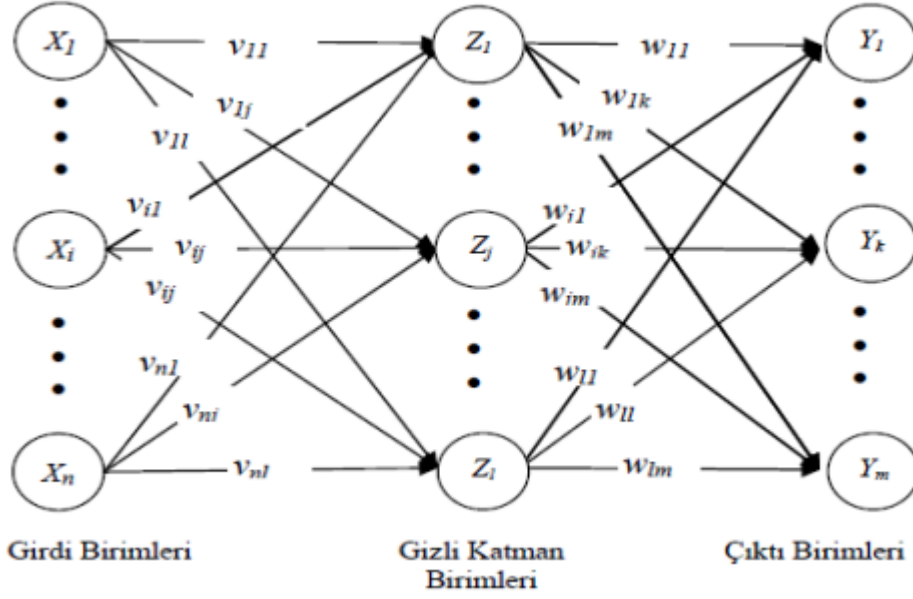 X1 v11 Z1 w11 Y1
v1j w1k
v1l w1m
vi1 wi1
Xi vij Zj wik Yk
vij wim
vn1 wl1
vni wll
Xn vnl Zl wlm Ym
Girdi Birimleri Gizli Katman Çıktı Birimleri
Birimleri